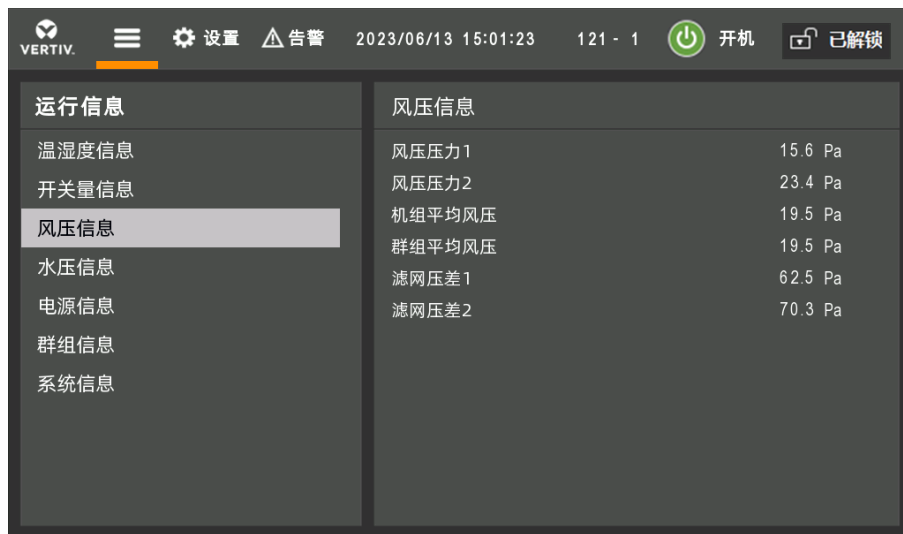 VERTIV. 设置 告警 2023/06/13 15:01:23 121 - 1 开机 已解锁
运行信息
温湿度信息
开关量信息
风压信息
水压信息
电源信息
群组信息
系统信息
风压信息
风压压力1 15.6 Pa
风压压力2 23.4 Pa
机组平均风压 19.5 Pa
群组平均风压 19.5 Pa
滤网压差1 62.5 Pa
滤网压差2 70.3 Pa